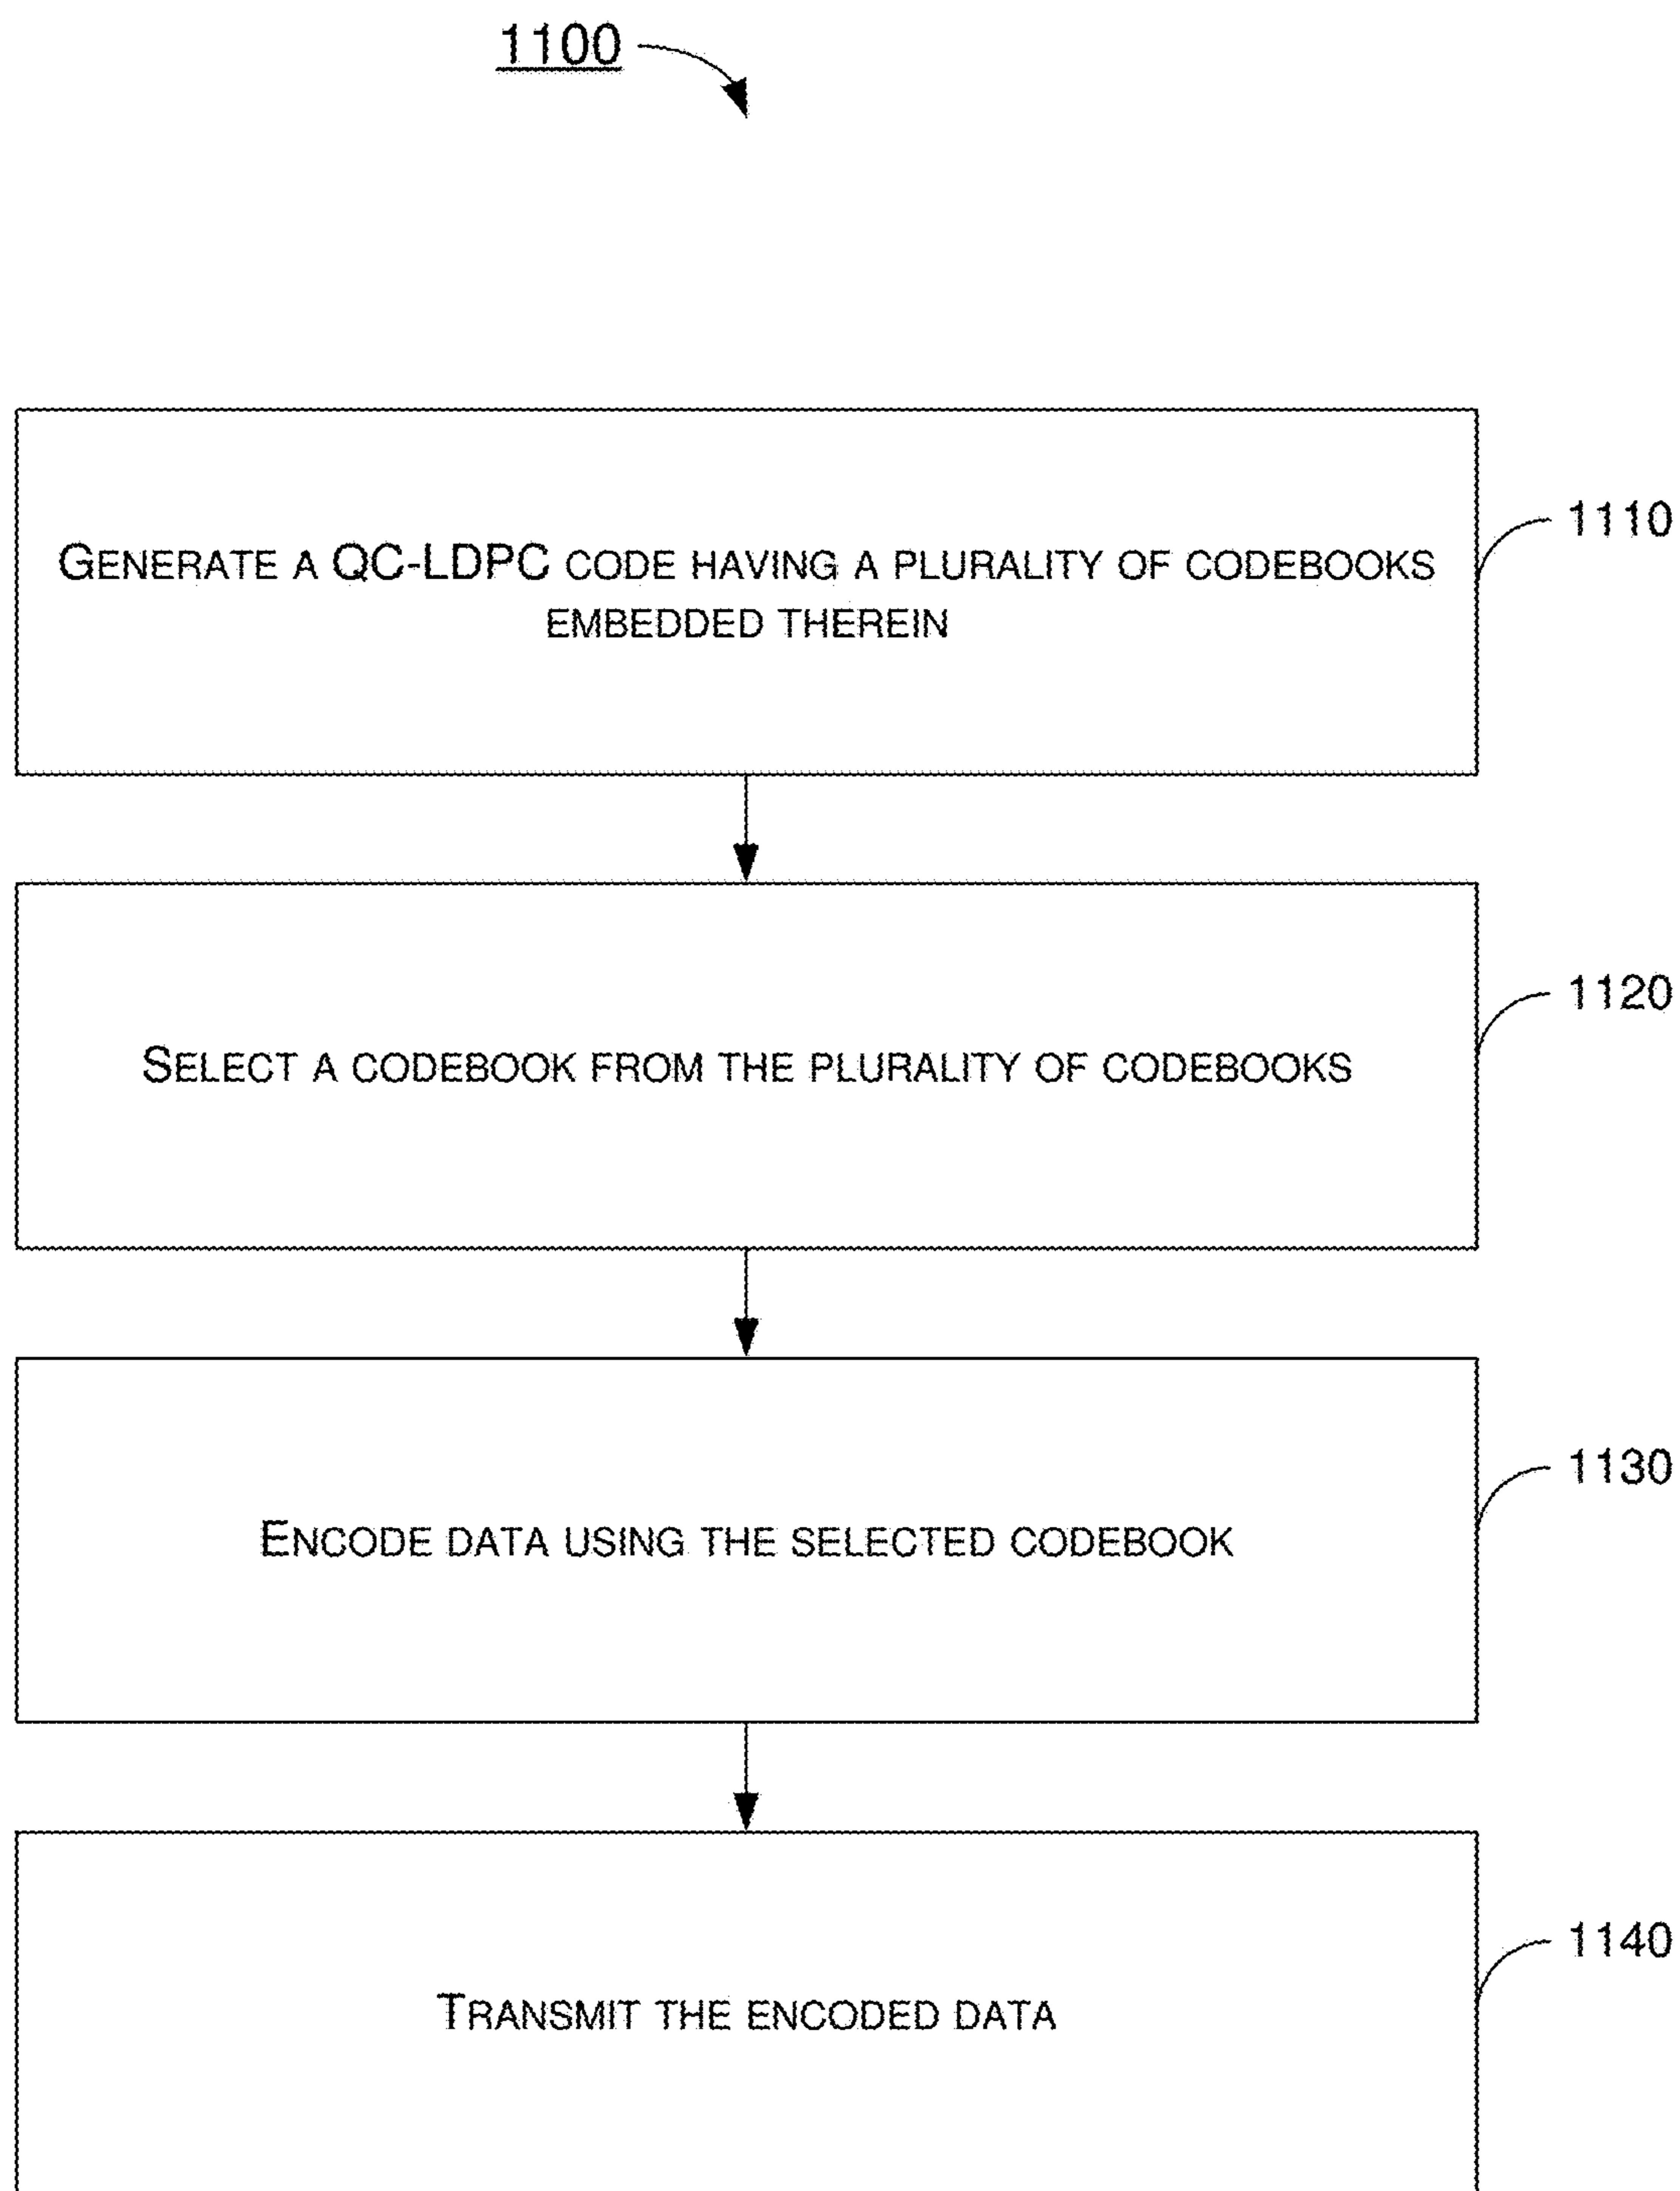 1100
GENERATE A QC-LDPC CODE HAVING A PLURALITY OF CODEBOOKS
EMBEDDED THEREIN
1110
SELECT A CODEBOOK FROM THE PLURALITY OF CODEBOOKS
1120
ENCODE DATA USING THE SELECTED CODEBOOK
1130
TRANSMIT THE ENCODED DATA
1140